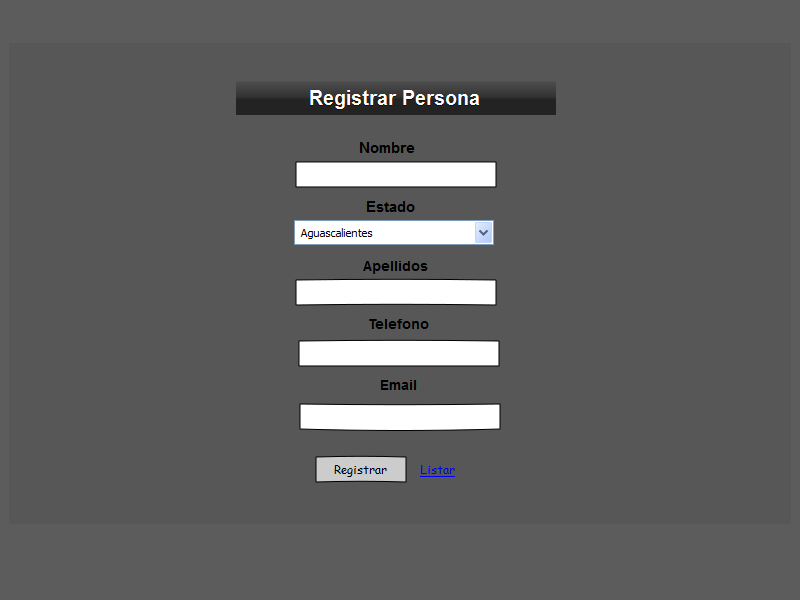 Registrar Persona
Nombre
Estado
Aguascalientes
Apellidos
Telefono
Email
Registrar Listar